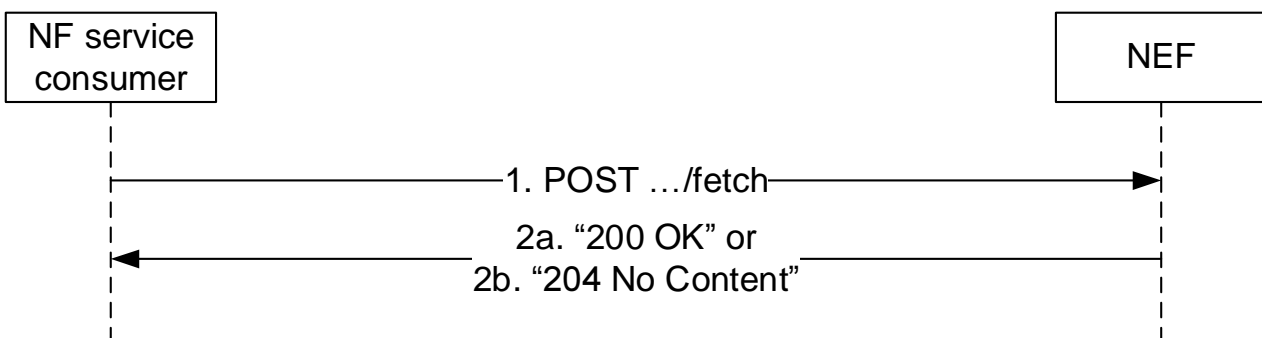 NF service
consumer
NEF
1. POST …/fetch
2a. “200 OK” or
2b. “204 No Content”